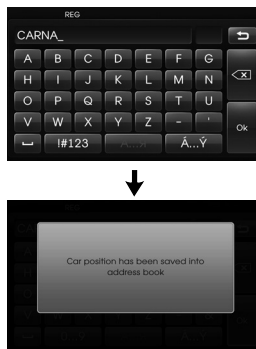 REG
CARNA_
A B C D E F G
H I J K L M N
O P Q R S T U
V W X Y Z - '
!#123 Á...Ý
Ok
Car position has been saved into
address book